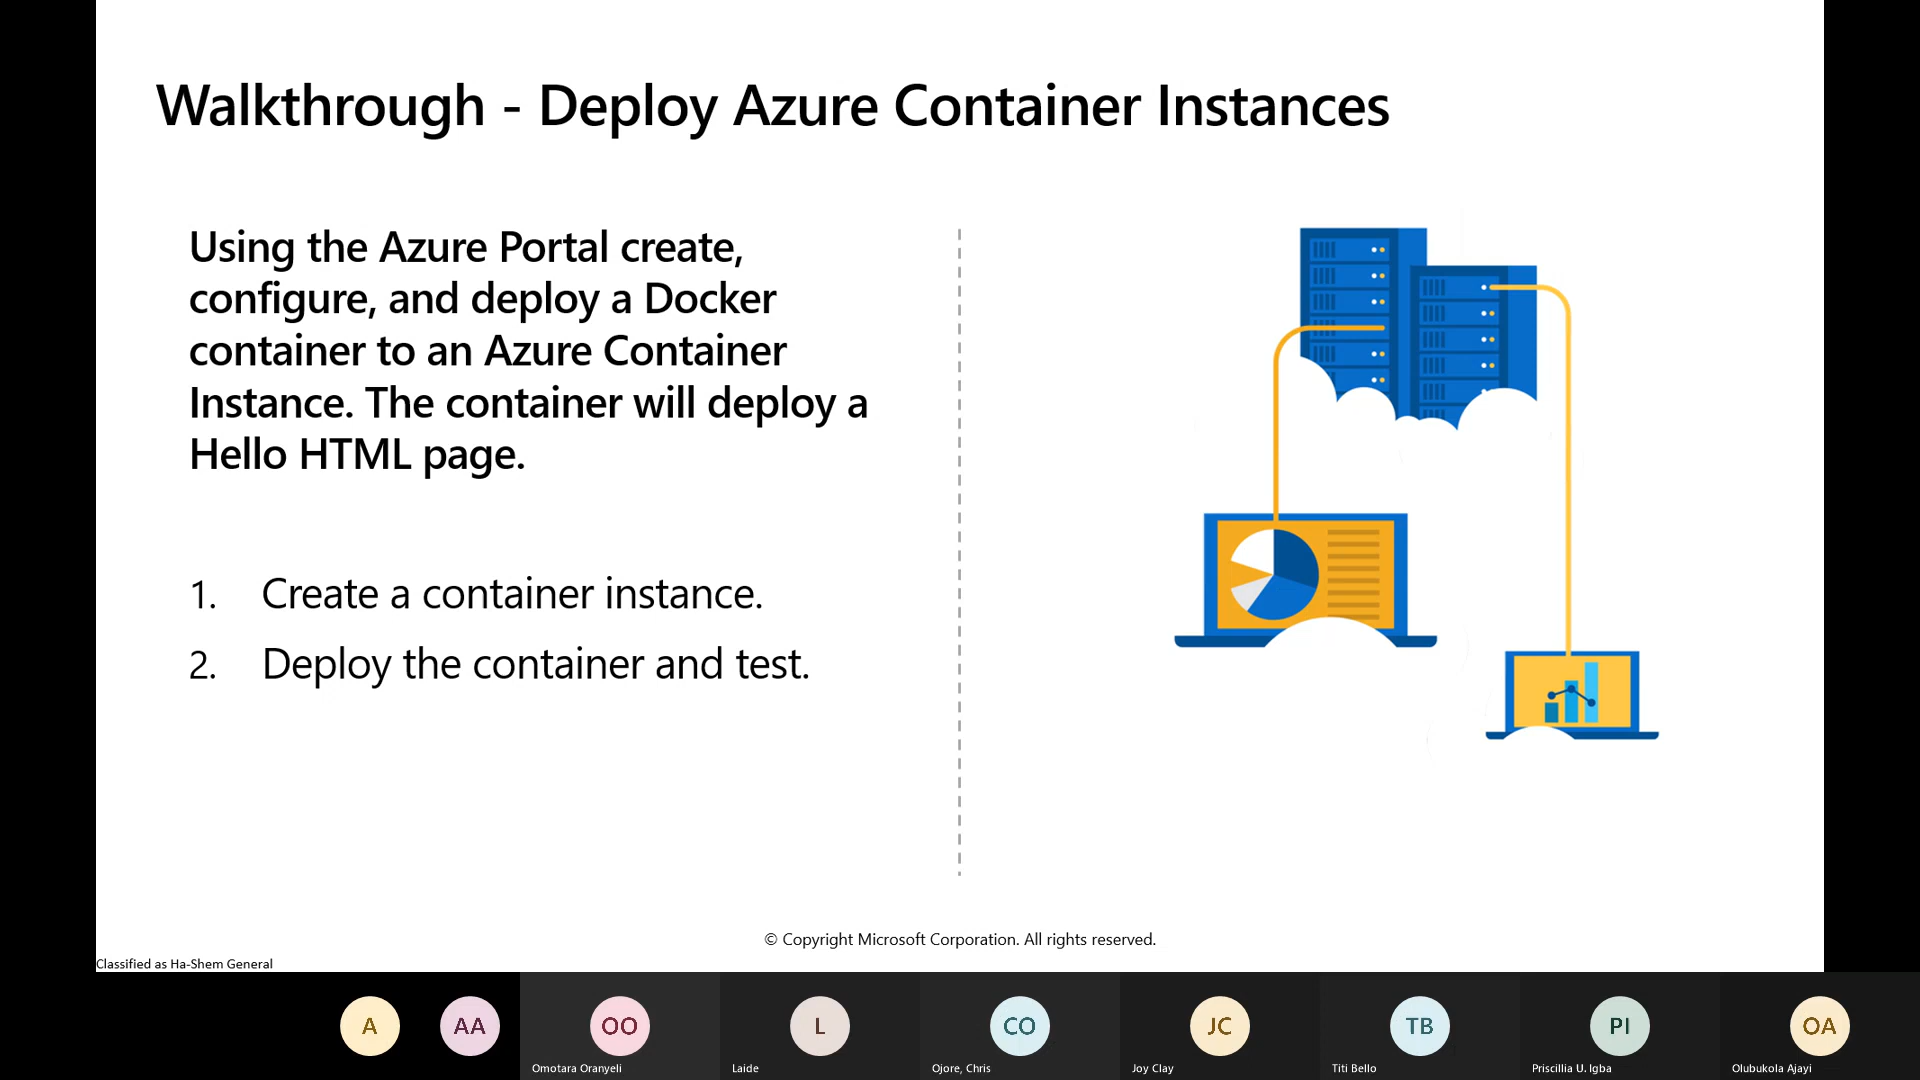 Walkthrough - Deploy Azure Container Instances
Using the Azure Portal create,
configure, and deploy a Docker
container to an Azure Container
Instance. The container will deploy a
Hello HTML page.
1. Create a container instance.
2. Deploy the container and test.
© Copyright Microsoft Corporation. All rights reserved.
Classified as Ha-Shem General
A AA OO L CO JC TB PI OA
Omotara Oranyeli Laide Ojore, Chris Joy Clay Titi Bello Priscillia U. Igba Olubukola Ajayi